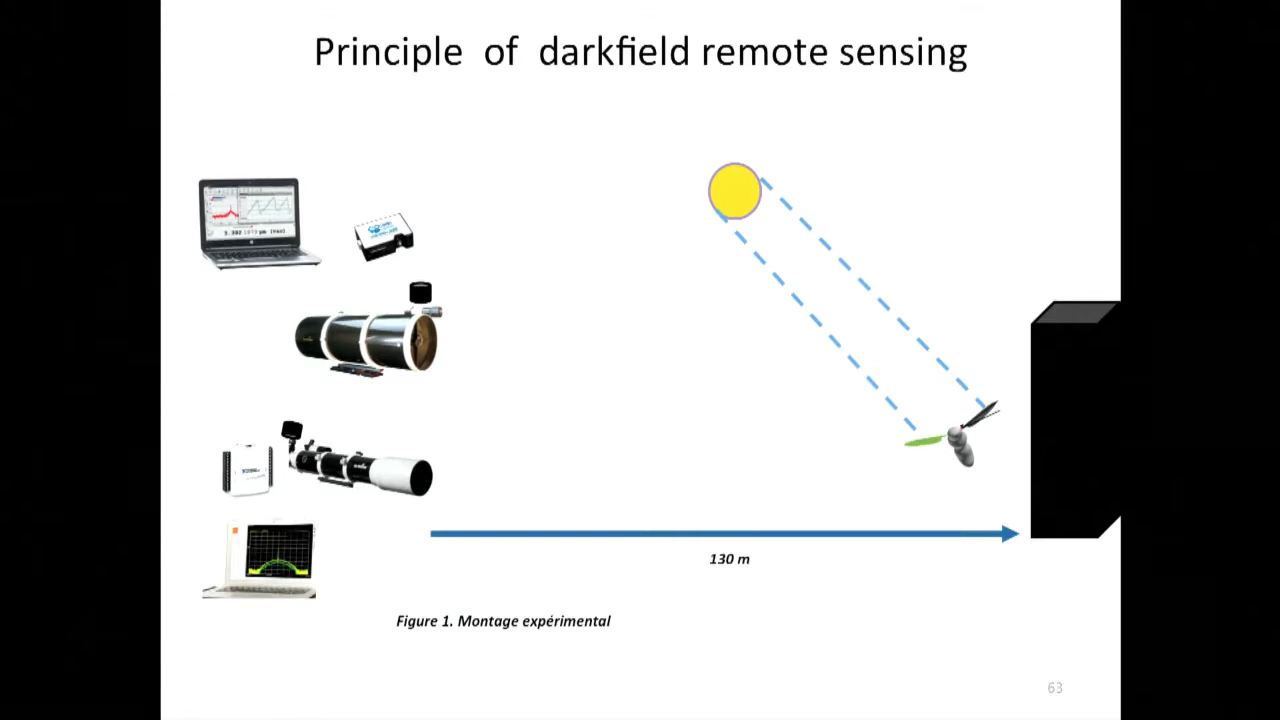 Principle of darkfield remote sensing
130 m
Figure 1. Montage expérimental
63